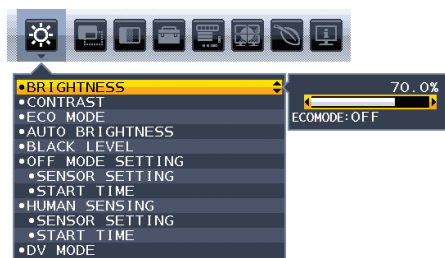 •BRIGHTNESS
70.0%
ECOMODE:OFF
•CONTRAST
•ECO MODE
•AUTO BRIGHTNESS
•BLACK LEVEL
•OFF MODE SETTING
•SENSOR SETTING
•START TIME
•HUMAN SENSING
•SENSOR SETTING
•START TIME
•DV MODE